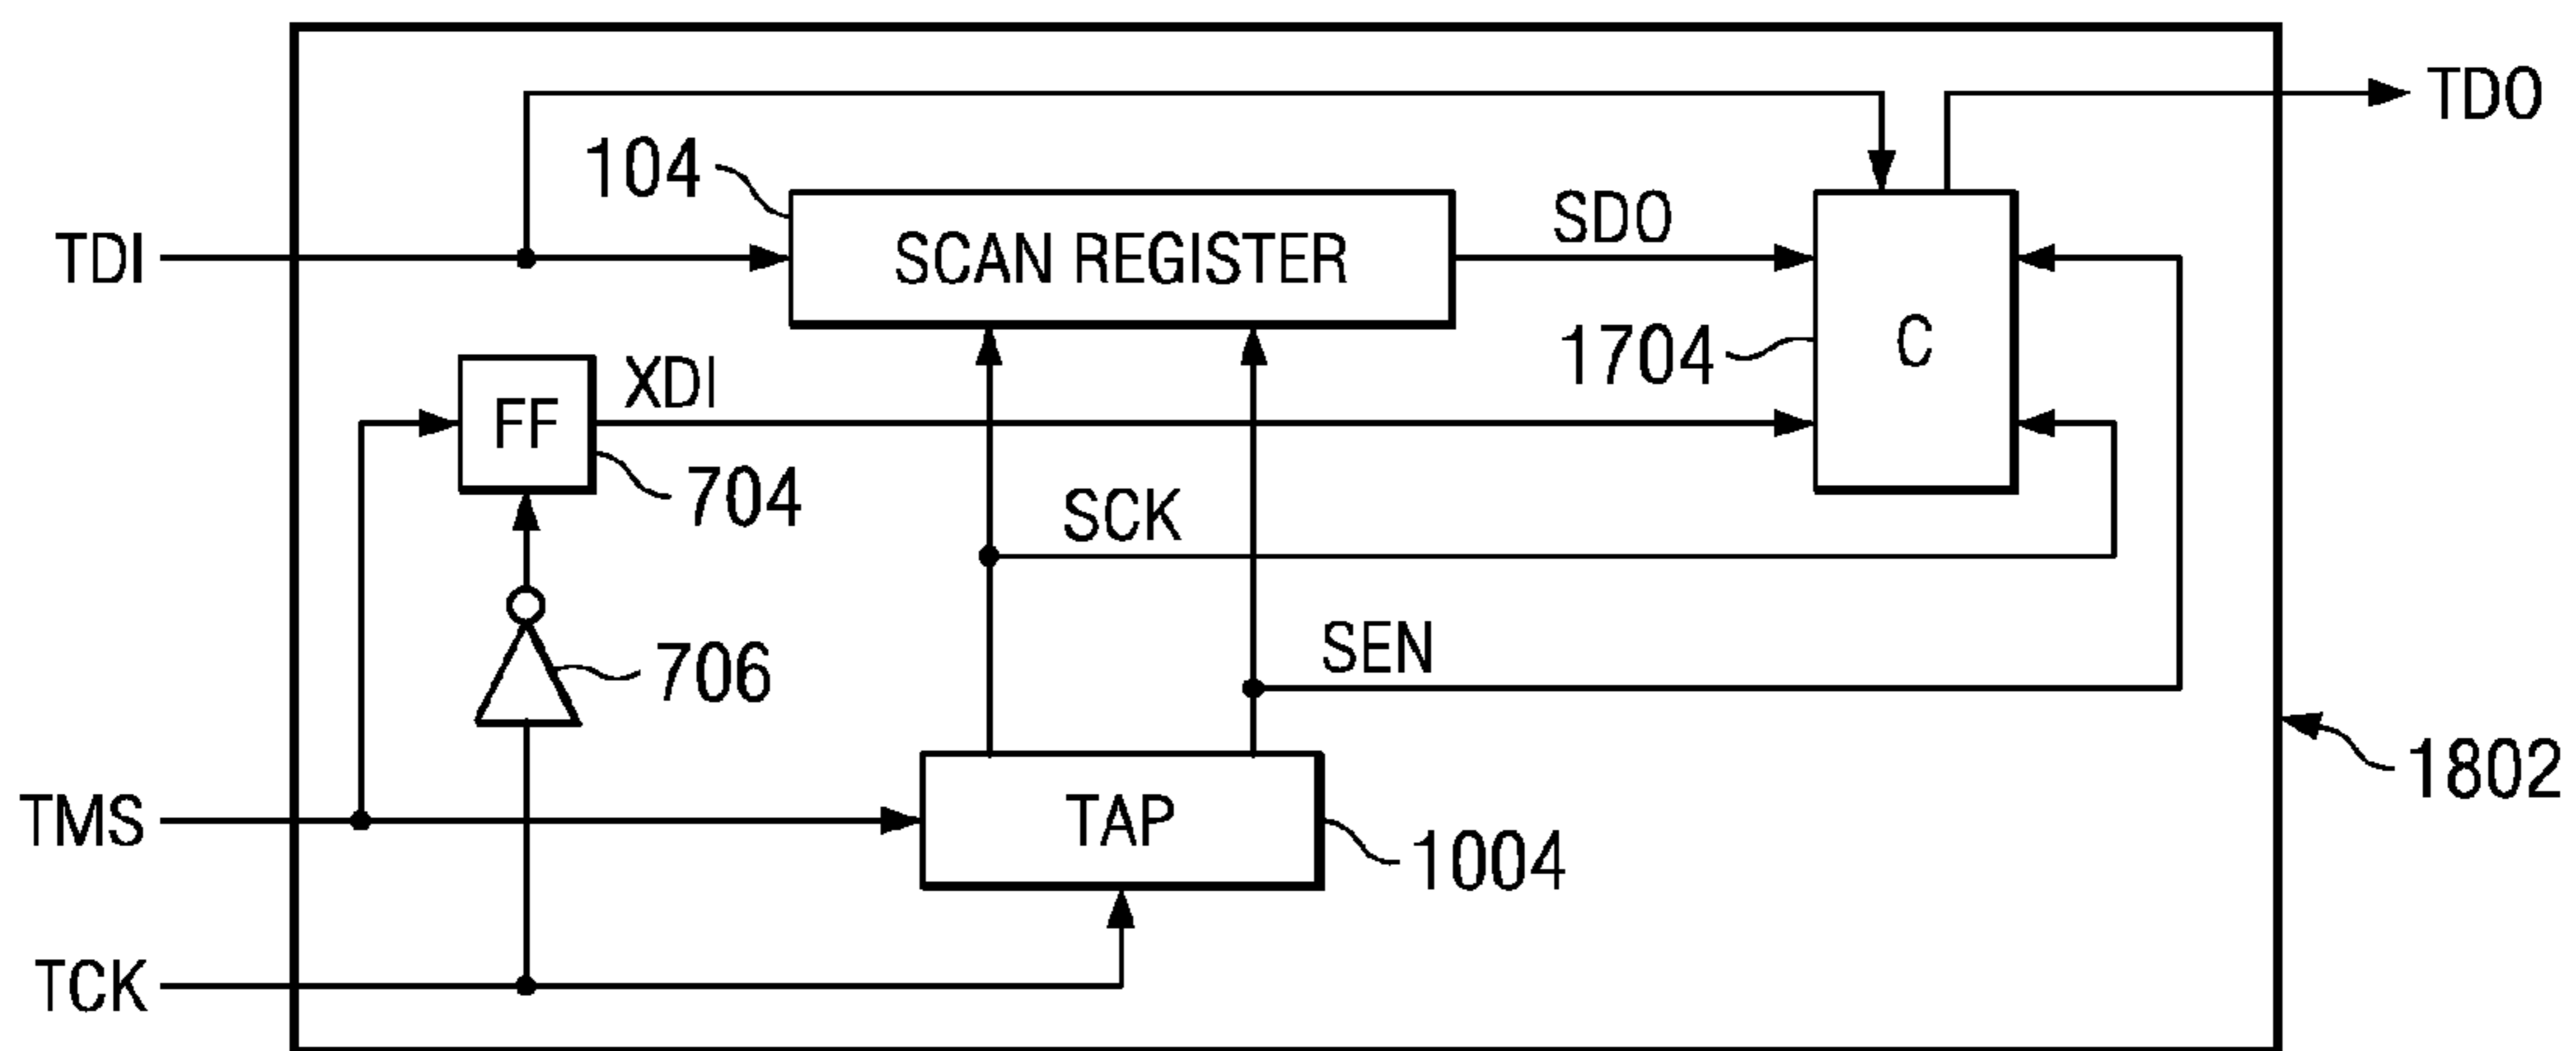 TDO
104
SDO
TDI
SCAN REGISTER
1704
C
XDI
FF
704
SCK
SEN
706
1802
TMS
TAP
1004
TCK